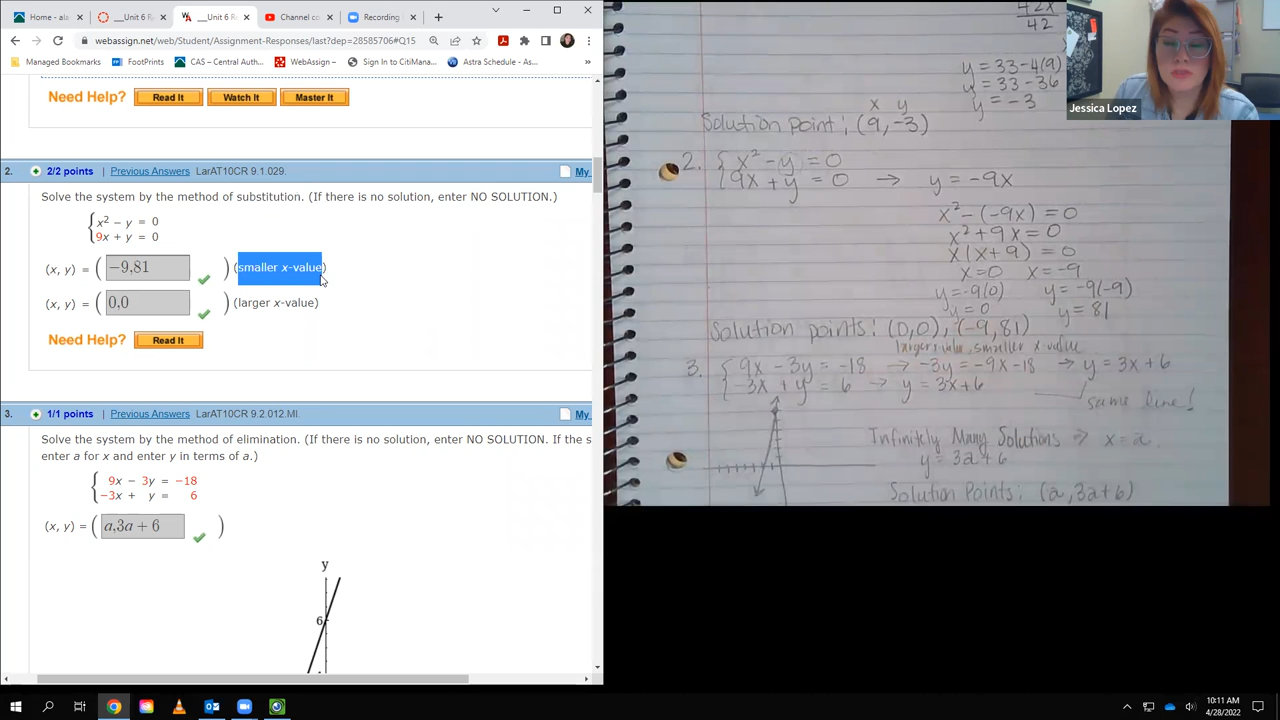 Home - ala
__Unit 6 Ra
__Unit 6 R
Channel co
Recording
webassign.net/web/Student/Assignment-Responses/last?dep=28585706#Q15
Managed Bookmarks
FootPrints
CAS – Central Auth...
WebAssign –
Sign In to CitiMana...
Astra Schedule - As...
Need Help?
Read It
Watch It
Master It
2.
2/2 points
Previous Answers
LarAT10CR 9.1.029.
My
Solve the system by the method of substitution. (If there is no solution, enter NO SOLUTION.)
x² − y = 0
9x + y = 0
(x, y) = ( −9,81 ) (smaller x-value)
(x, y) = ( 0,0 ) (larger x-value)
Need Help?
Read It
3.
1/1 points
Previous Answers
LarAT10CR 9.2.012.MI.
My
Solve the system by the method of elimination. (If there is no solution, enter NO SOLUTION. If the s
enter a for x and enter y in terms of a.)
9x − 3y = −18
−3x + y = 6
(x, y) = ( a,3a + 6 )
y
6
42x
42
y = 33-4(9)
y = 33-36
y = -3
x y
Solution point: (9, -3)
2. { x² - y = 0
9x + y = 0 → y = -9x
x² - (-9x) = 0
x² + 9x = 0
x(x+9) = 0
x=0 x=-9
y=-9(0) y=-9(-9)
y=0 y=81
Solution points: (0,0), (-9,81)
larger x-value, smaller x value
3. { 9x - 3y = -18 → -3y = -9x-18 → y = 3x+6
-3x + y = 6 → y = 3x+6
same line!
Infinitely Many Solutions ⇒ x=a
y = 3a+6
Solution Points: (a, 3a+6)
Jessica Lopez
10:11 AM
4/28/2022